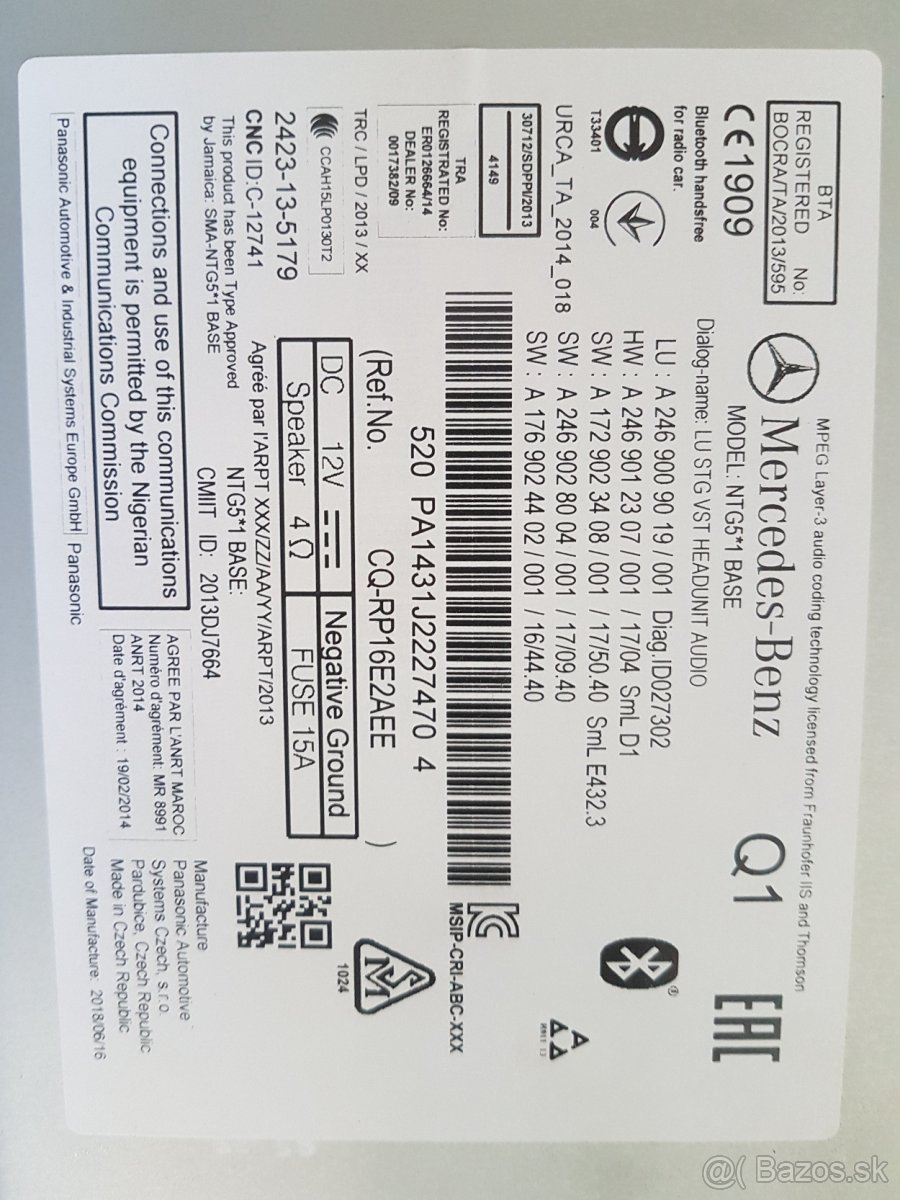 MPEG Layer-3 audio coding technology licensed from Fraunhofer IIS and Thomson
BTA
REGISTERED No:
BOCRA/TA/2013/595
Mercedes-Benz
Q1
EAC
CE1909
MODEL: NTG5*1 BASE
Bluetooth handsfree
for radio car.
Dialog-name: LU STG VST HEADUNIT AUDIO
T33401
004
LU : A 246 900 90 19 / 001 Diag.ID027302
HW : A 246 901 23 07 / 001 / 17/04 SmL D1
SW : A 172 902 34 08 / 001 / 17/50.40 SmL E432.3
SW : A 246 902 80 04 / 001 / 17/09.40
SW : A 176 902 44 02 / 001 / 16/44.40
URCA_TA_2014_018
30712/SDPPI/2013
4149
MSIP-CRI-ABC-XXX
TRA
REGISTRATED No:
ER0126664/14
DEALER No:
0017382/09
520 PA1431J2227470 4
(Ref.No. CQ-RP16E2AEE )
TRC / LPD / 2013 / XX
CCAH15LP0130T2
1024
DC 12V
Negative Ground
Speaker 4 Ω
FUSE 15A
2423-13-5179
CNC ID:C-12741
Agréé par l'ARPT XXX/ZZ/AA/YY/ARPT/2013
This product has been Type Approved
by Jamaica: SMA-NTG5*1 BASE
NTG5*1 BASE:
CMIIT ID: 2013DJ7664
Connections and use of this communications
equipment is permitted by the Nigerian
Communications Commission
AGREE PAR L'ANRT MAROC
Numéro d'agrément: MR 8991
ANRT 2014
Date d'agrément : 19/02/2014
Manufacture
Panasonic Automotive
Systems Czech, s.r.o.
Pardubice, Czech Republic
Made in Czech Republic
Date of Manufacture: 2018/06/16
Panasonic Automotive & Industrial Systems Europe GmbH Panasonic
@( Bazos.sk